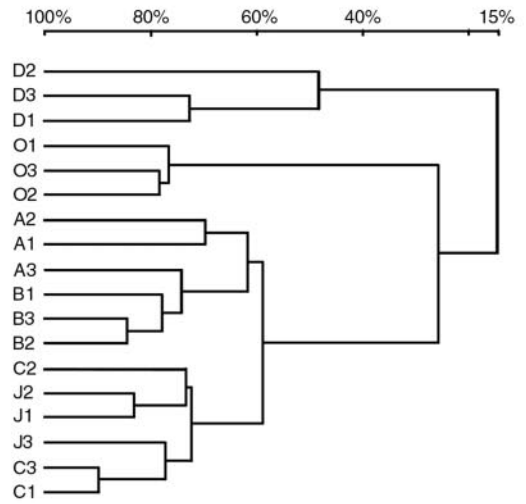 100% 80% 60% 40% 15%
D2
D3
D1
O1
O3
O2
A2
A1
A3
B1
B3
B2
C2
J2
J1
J3
C3
C1